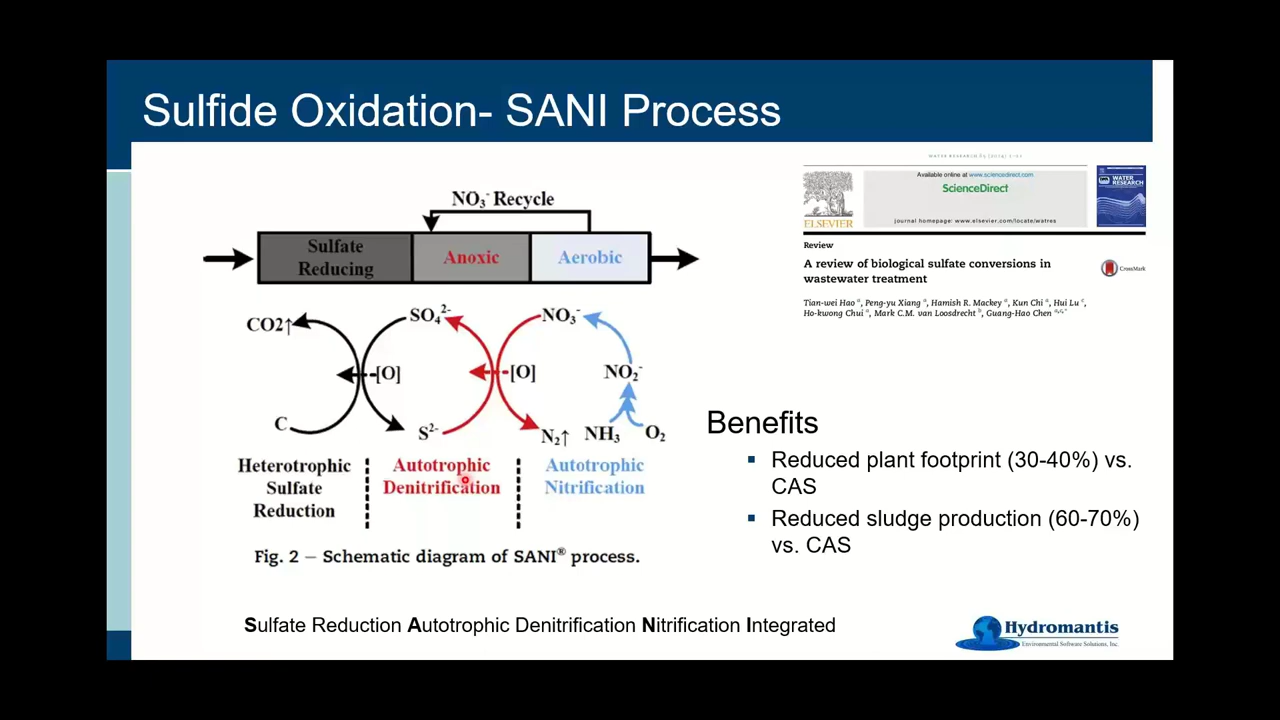 Sulfide Oxidation- SANI Process
NO₃⁻ Recycle
Sulfate
Reducing
Anoxic
Aerobic
CO2↑
SO₄²⁻
NO₃⁻
[O]
[O]
NO₂⁻
C
S²⁻
N₂↑
NH₃
O₂
Heterotrophic
Sulfate
Reduction
Autotrophic
Denitrification
Autotrophic
Nitrification
Fig. 2 – Schematic diagram of SANI® process.
Sulfate Reduction Autotrophic Denitrification Nitrification Integrated
Available online at www.sciencedirect.com
ScienceDirect
journal homepage: www.elsevier.com/locate/watres
ELSEVIER
WATER
RESEARCH
Review
A review of biological sulfate conversions in
wastewater treatment
CrossMark
Tian-wei Hao ᵃ, Peng-yu Xiang ᵃ, Hamish R. Mackey ᵃ, Kun Chi ᵃ, Hui Lu ᶜ,
Ho-kwong Chui ᵃ, Mark C.M. van Loosdrecht ᵇ, Guang-Hao Chen
Benefits
▪ Reduced plant footprint (30-40%) vs.
CAS
▪ Reduced sludge production (60-70%)
vs. CAS
Hydromantis
Environmental Software Solutions, Inc.